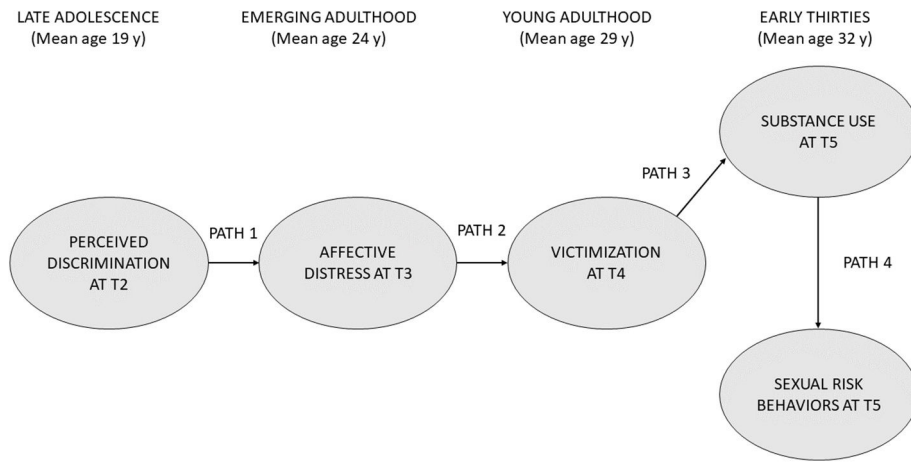 LATE ADOLESCENCE
(Mean age 19 y)
EMERGING ADULTHOOD
(Mean age 24 y)
YOUNG ADULTHOOD
(Mean age 29 y)
EARLY THIRTIES
(Mean age 32 y)
PERCEIVED
DISCRIMINATION
AT T2
PATH 1
AFFECTIVE
DISTRESS AT T3
PATH 2
VICTIMIZATION
AT T4
PATH 3
SUBSTANCE USE
AT T5
PATH 4
SEXUAL RISK
BEHAVIORS AT T5